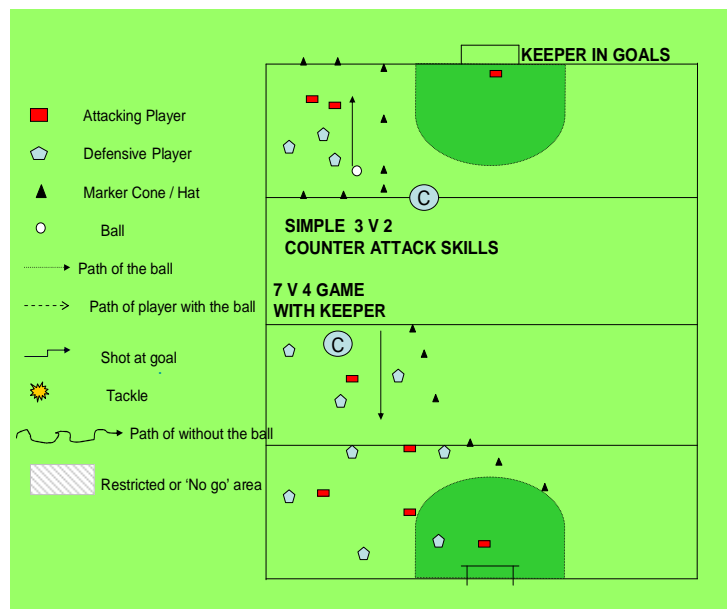 KEEPER IN GOALS
Attacking Player
Defensive Player
Marker Cone / Hat
Ball
Path of the ball
Path of player with the ball
Shot at goal
Tackle
Path of without the ball
Restricted or ‘No go’ area
C
SIMPLE 3 V 2
COUNTER ATTACK SKILLS
7 V 4 GAME
WITH KEEPER
C